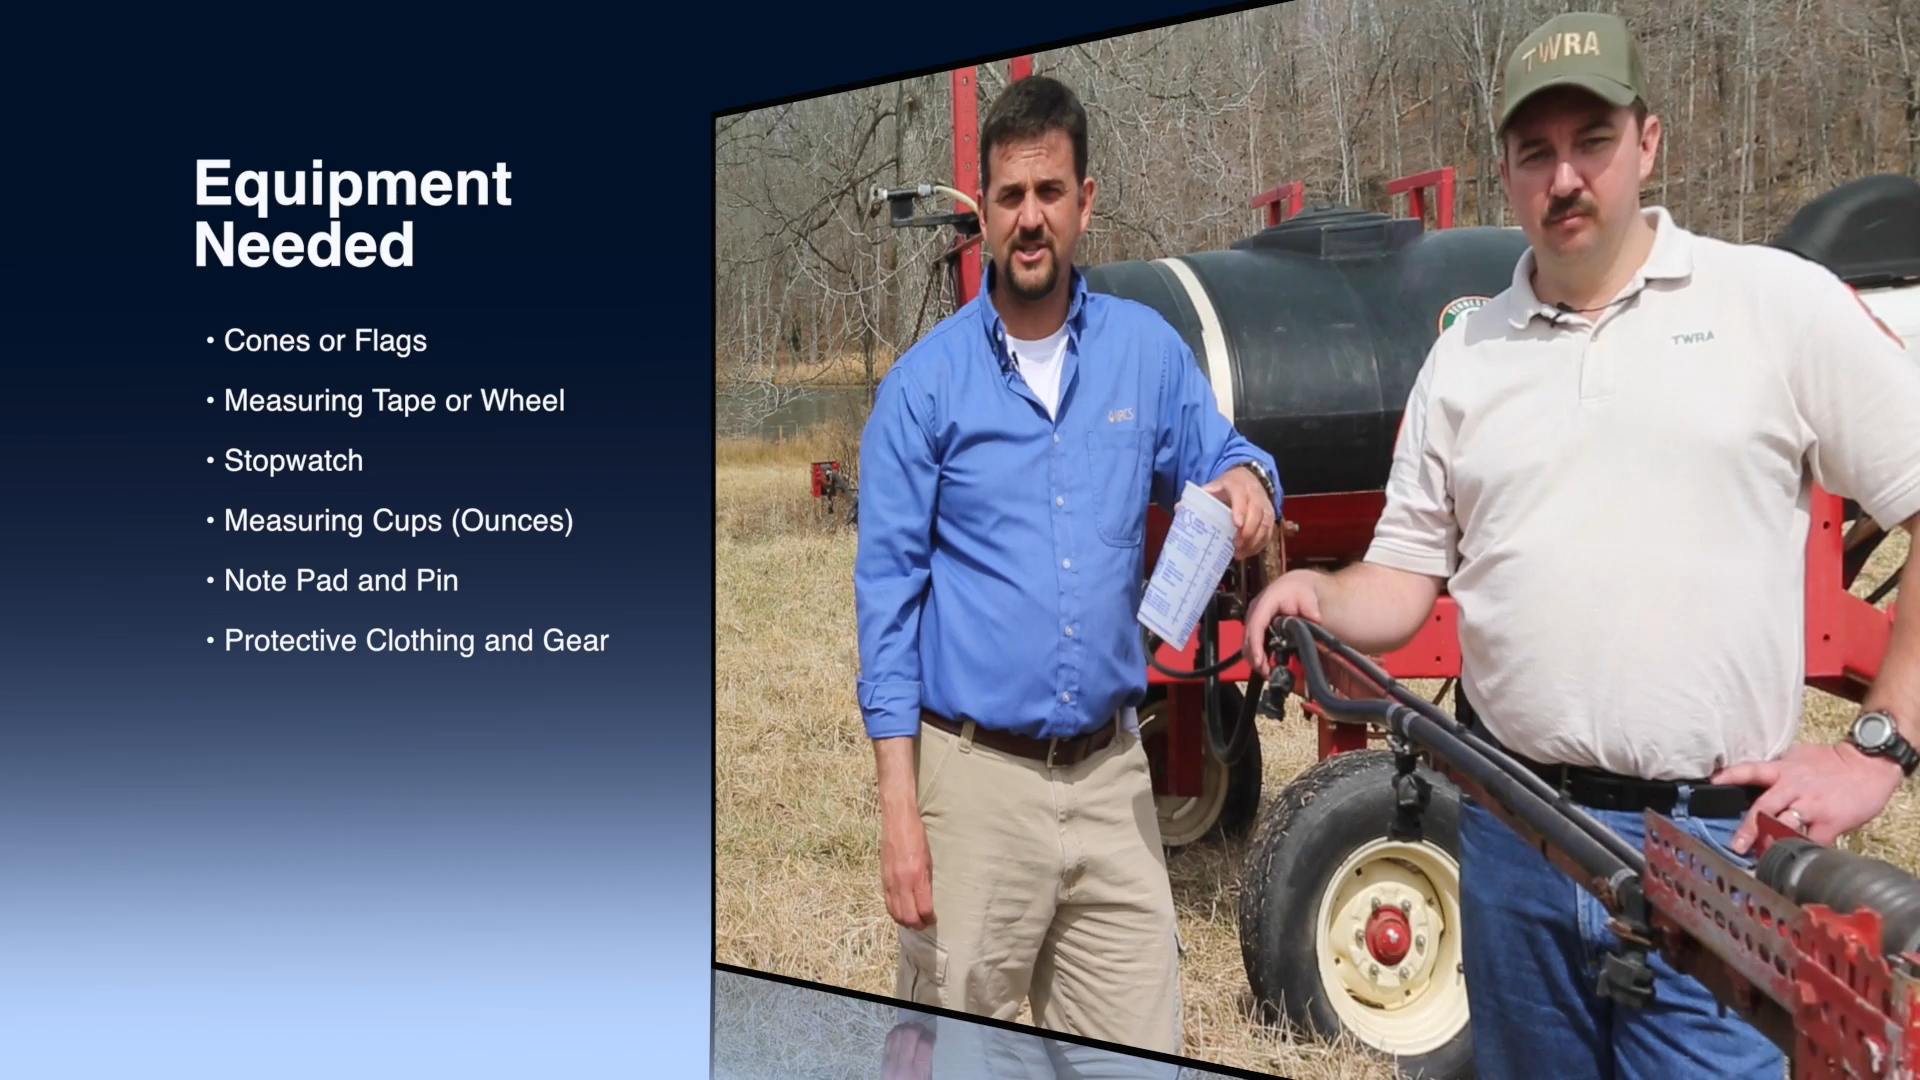 Equipment
Needed
• Cones or Flags
• Measuring Tape or Wheel
• Stopwatch
• Measuring Cups (Ounces)
• Note Pad and Pin
• Protective Clothing and Gear
TWRA
TWRA